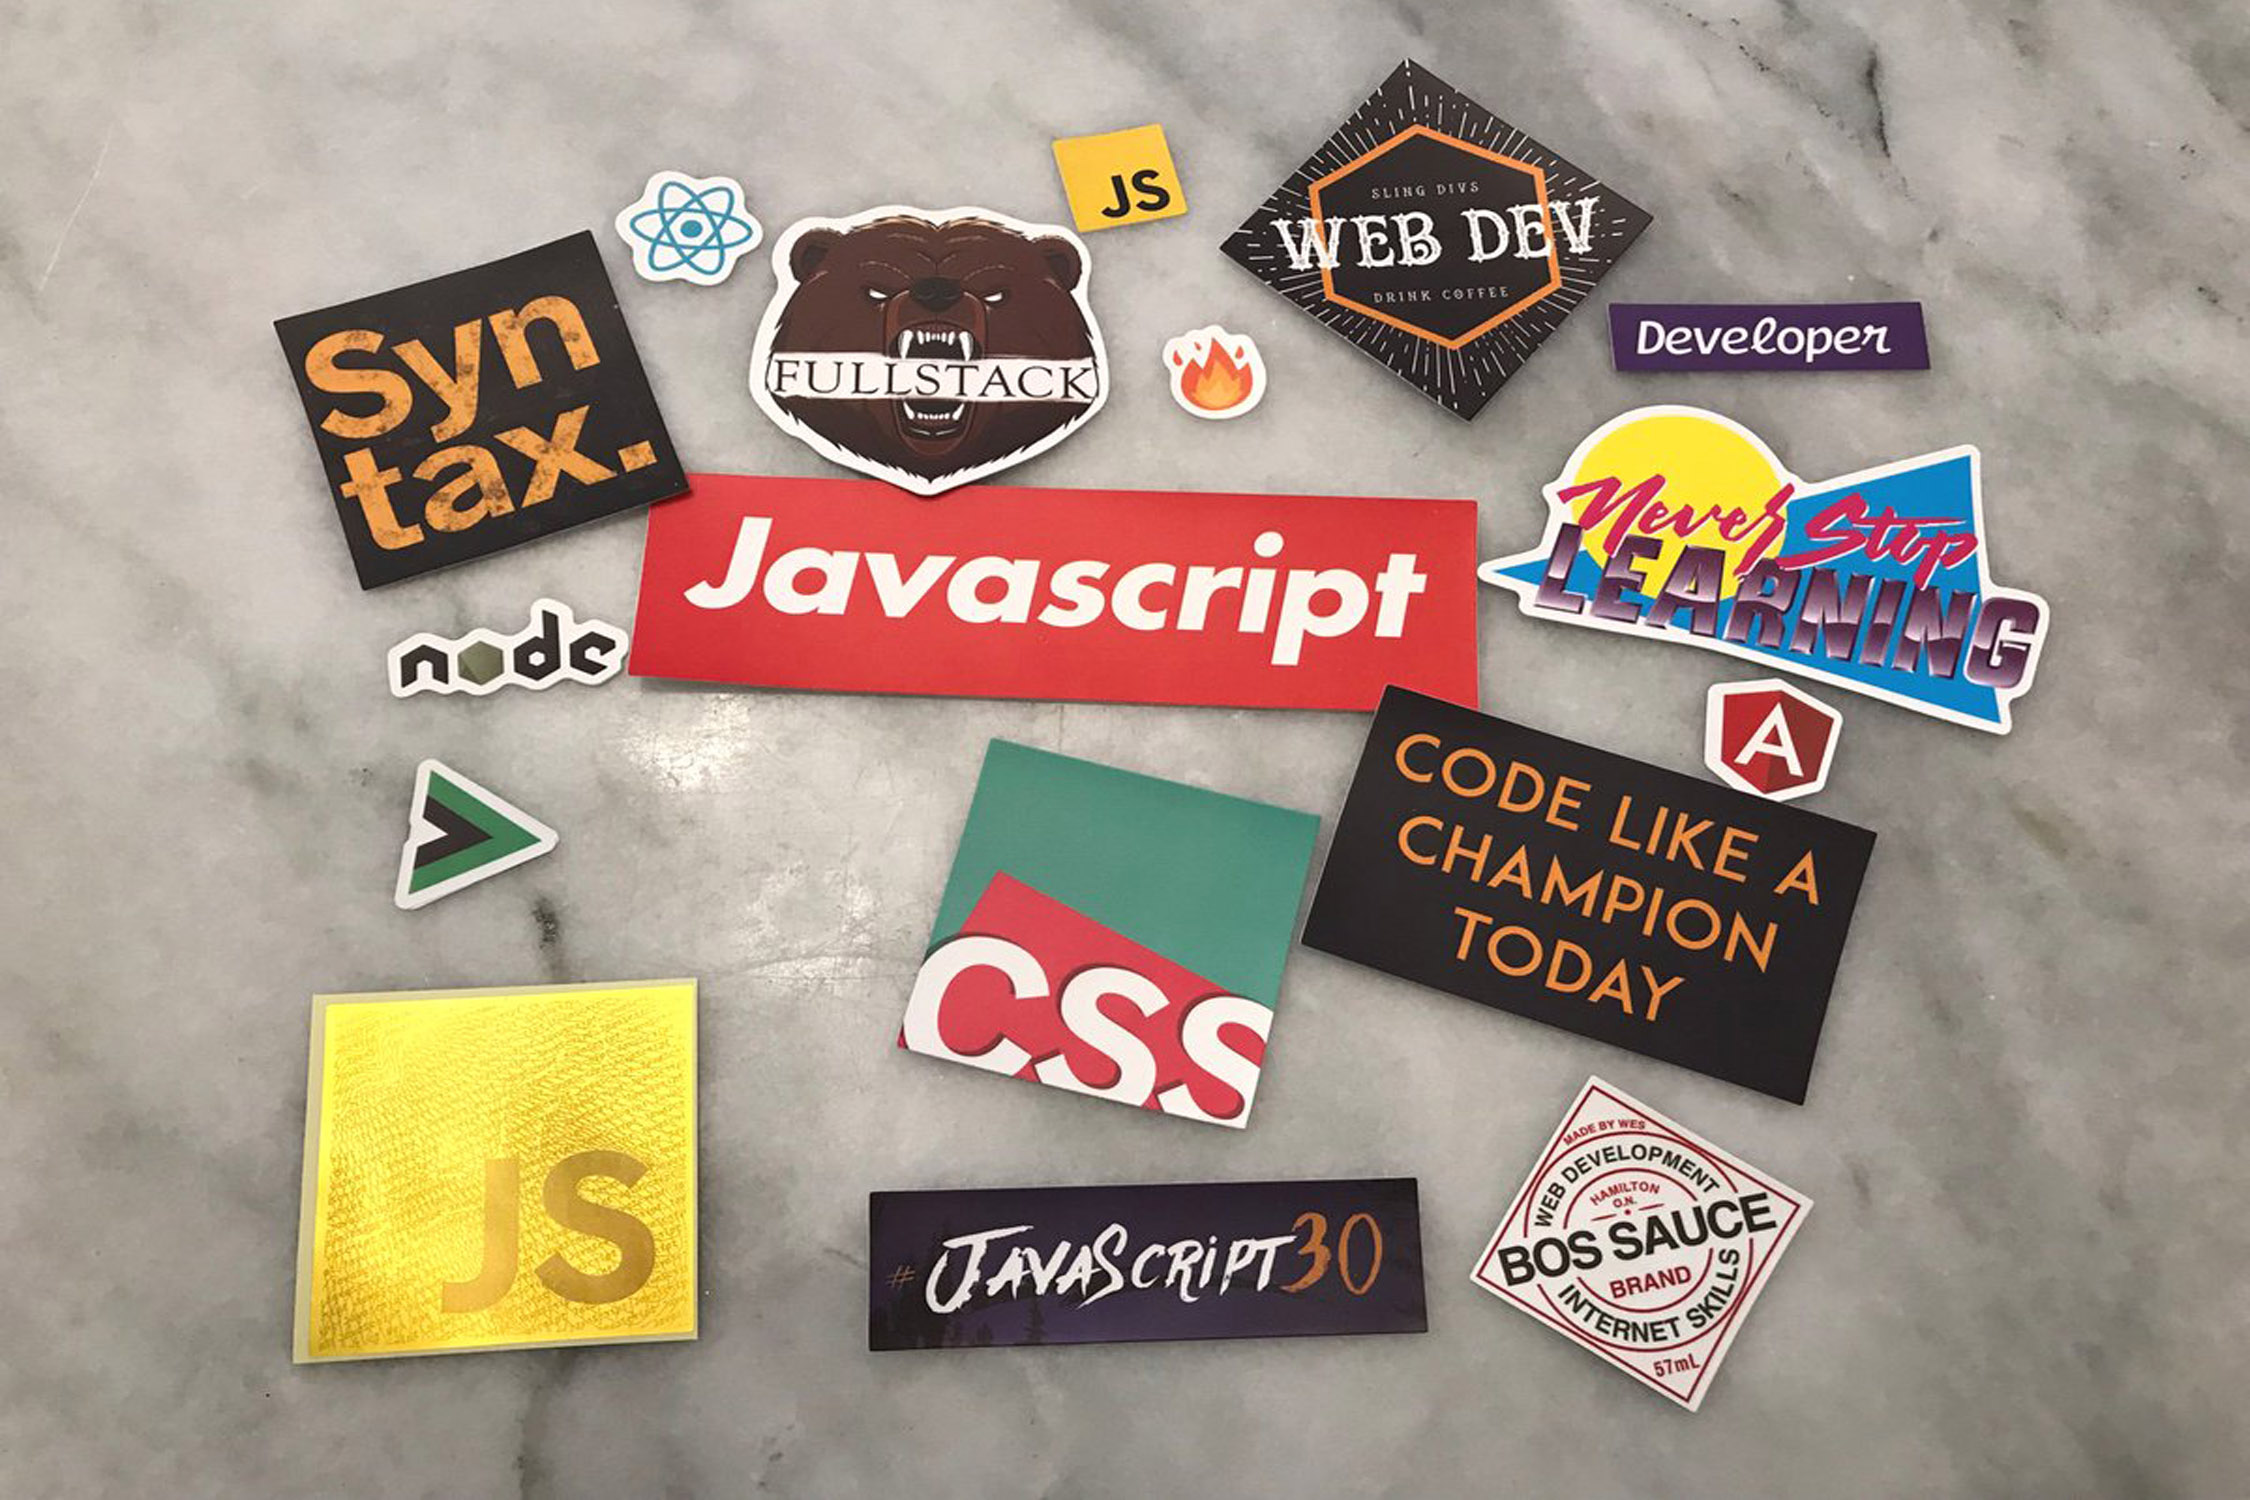 JS
SLING DIVS
WEB DEV
DRINK COFFEE
Syn
tax.
FULLSTACK
Developer
Never Stop
LEARNING
Javascript
node
A
CODE LIKE A
CHAMPION
TODAY
CSS
JS
#JAVASCRIPT30
MADE BY WES
WEB DEVELOPMENT
HAMILTON
O.N.
BOS SAUCE
BRAND
INTERNET SKILLS
57mL